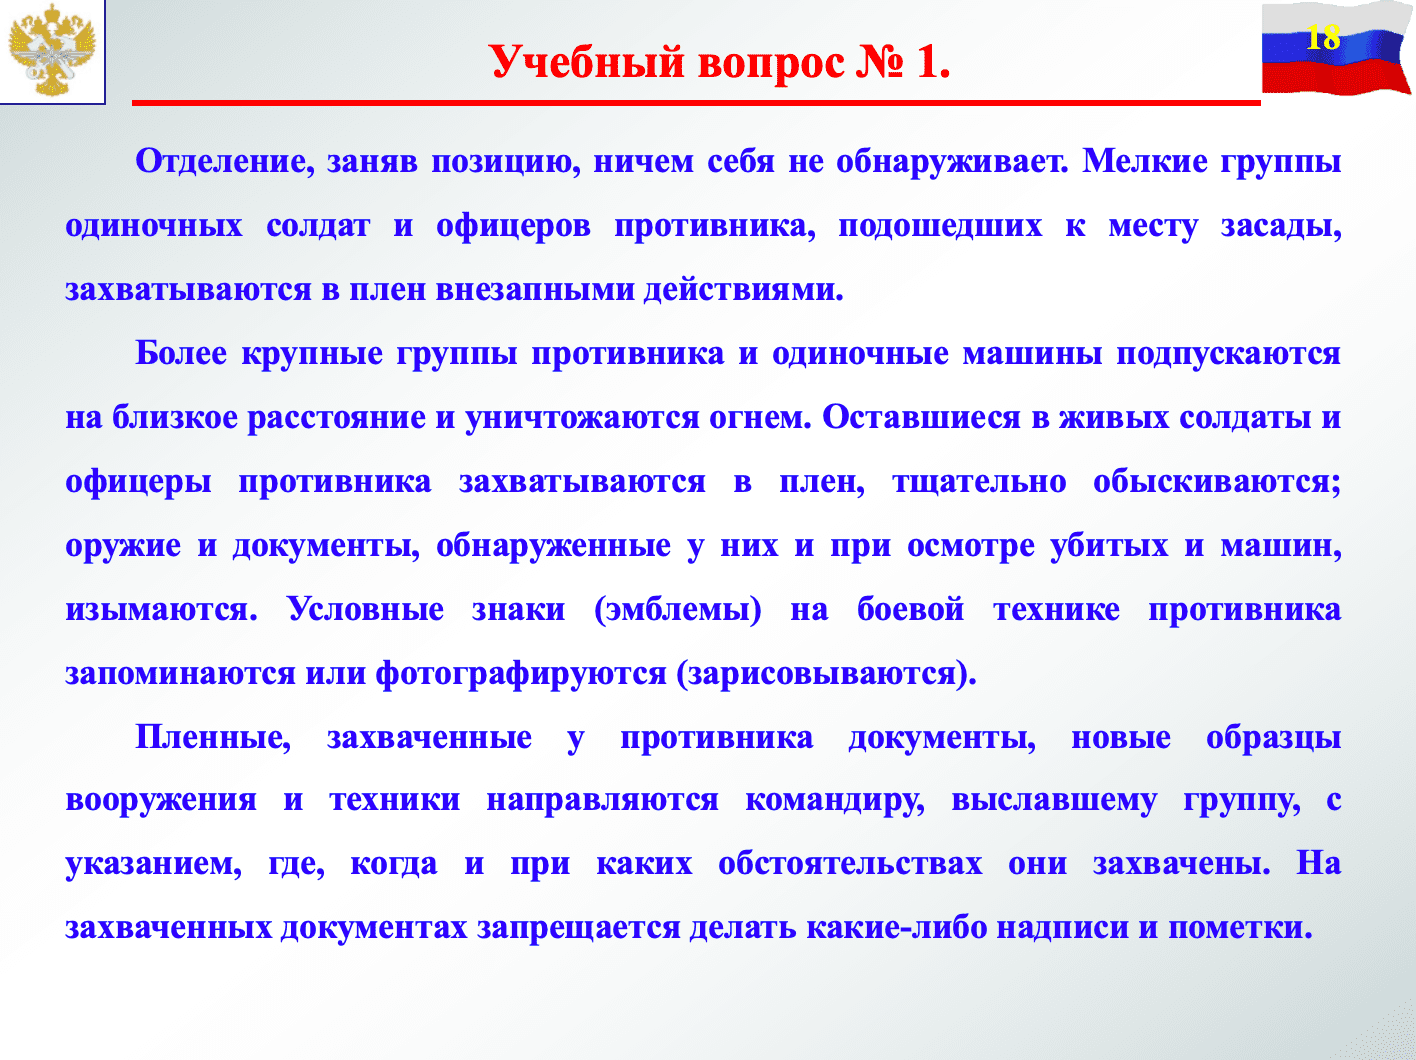 18
Учебный вопрос № 1.
Отделение, заняв позицию, ничем себя не обнаруживает. Мелкие группы
одиночных солдат и офицеров противника, подошедших к месту засады,
захватываются в плен внезапными действиями.
Более крупные группы противника и одиночные машины подпускаются
на близкое расстояние и уничтожаются огнем. Оставшиеся в живых солдаты и
офицеры противника захватываются в плен, тщательно обыскиваются;
оружие и документы, обнаруженные у них и при осмотре убитых и машин,
изымаются. Условные знаки (эмблемы) на боевой технике противника
запоминаются или фотографируются (зарисовываются).
Пленные, захваченные у противника документы, новые образцы
вооружения и техники направляются командиру, выславшему группу, с
указанием, где, когда и при каких обстоятельствах они захвачены. На
захваченных документах запрещается делать какие-либо надписи и пометки.